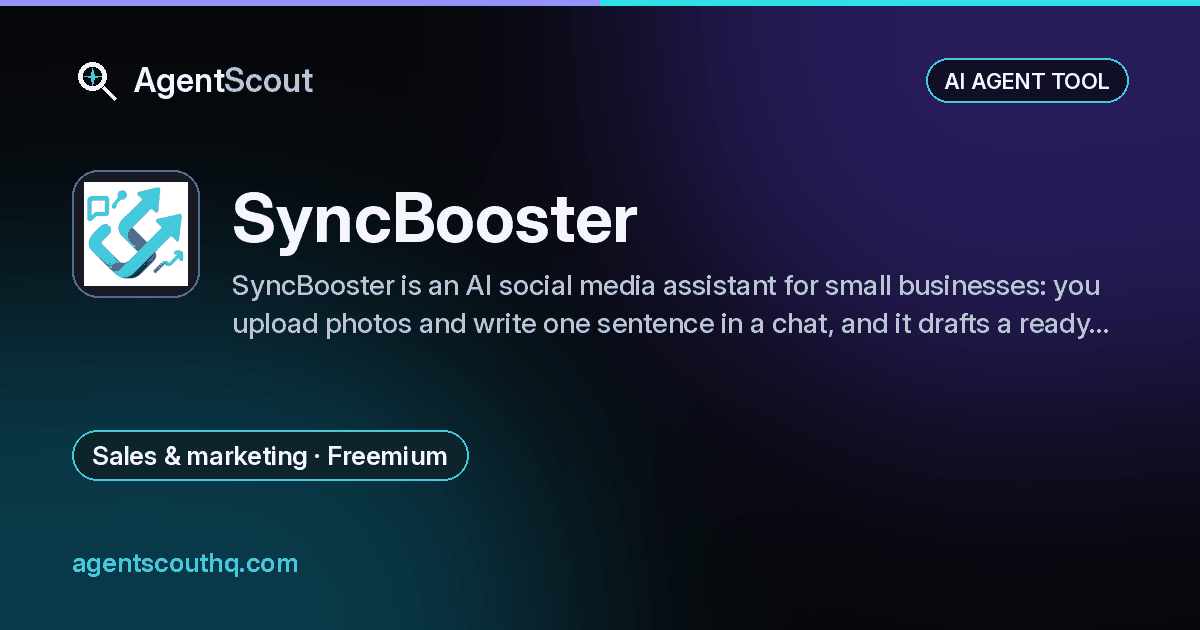 AgentScout
AI AGENT TOOL
SyncBooster
SyncBooster is an AI social media assistant for small businesses: you
upload photos and write one sentence in a chat, and it drafts a ready...
Sales & marketing · Freemium
agentscouthq.com